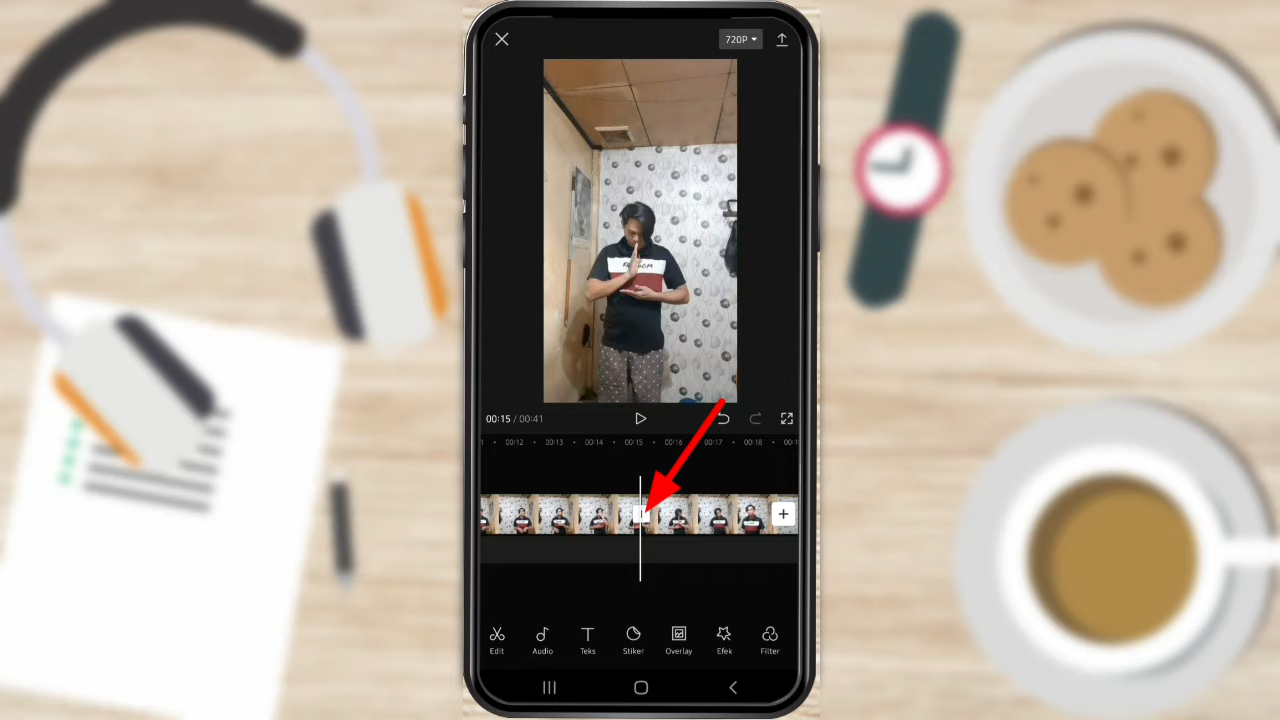 720P
00:15 / 00:41
00:12 • 00:13 • 00:14 • 00:15 • 00:16 • 00:17 • 00:18
Edit Audio Teks Stiker Overlay Efek Filter